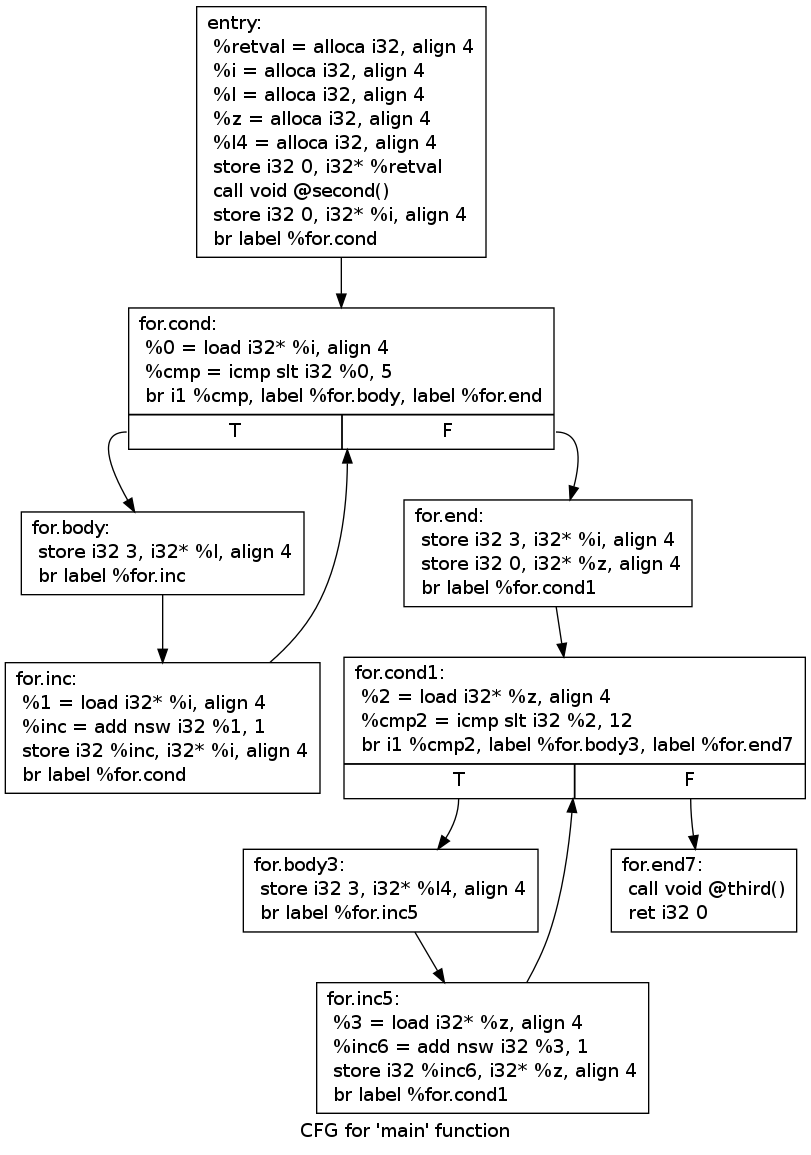 entry:
%retval = alloca i32, align 4
%i = alloca i32, align 4
%l = alloca i32, align 4
%z = alloca i32, align 4
%l4 = alloca i32, align 4
store i32 0, i32* %retval
call void @second()
store i32 0, i32* %i, align 4
br label %for.cond
for.cond:
%0 = load i32* %i, align 4
%cmp = icmp slt i32 %0, 5
br i1 %cmp, label %for.body, label %for.end
T
F
for.body:
store i32 3, i32* %l, align 4
br label %for.inc
for.end:
store i32 3, i32* %i, align 4
store i32 0, i32* %z, align 4
br label %for.cond1
for.inc:
%1 = load i32* %i, align 4
%inc = add nsw i32 %1, 1
store i32 %inc, i32* %i, align 4
br label %for.cond
for.cond1:
%2 = load i32* %z, align 4
%cmp2 = icmp slt i32 %2, 12
br i1 %cmp2, label %for.body3, label %for.end7
T
F
for.body3:
store i32 3, i32* %l4, align 4
br label %for.inc5
for.end7:
call void @third()
ret i32 0
for.inc5:
%3 = load i32* %z, align 4
%inc6 = add nsw i32 %3, 1
store i32 %inc6, i32* %z, align 4
br label %for.cond1
CFG for 'main' function